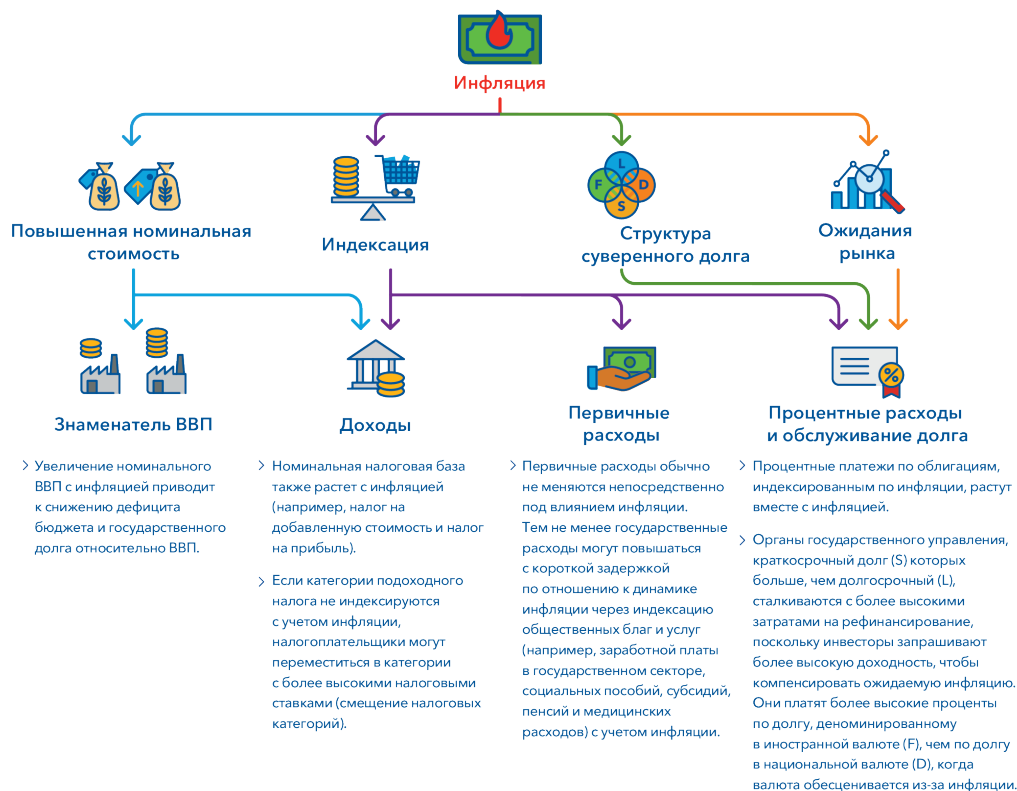 Инфляция
Повышенная номинальная
стоимость
Индексация
L
F
D
S
Структура
суверенного долга
Ожидания
рынка
Знаменатель ВВП
Увеличение номинального
ВВП с инфляцией приводит
к снижению дефицита
бюджета и государственного
долга относительно ВВП.
Доходы
Номинальная налоговая база
также растет с инфляцией
(например, налог на
добавленную стоимость и налог
на прибыль).
Если категории подоходного
налога не индексируются
с учетом инфляции,
налогоплательщики могут
переместиться в категории
с более высокими налоговыми
ставками (смещение налоговых
категорий).
Первичные
расходы
Первичные расходы обычно
не меняются непосредственно
под влиянием инфляции.
Тем не менее государственные
расходы могут повышаться
с короткой задержкой
по отношению к динамике
инфляции через индексацию
общественных благ и услуг
(например, заработной платы
в государственном секторе,
социальных пособий, субсидий,
пенсий и медицинских
расходов) с учетом инфляции.
%
Процентные расходы
и обслуживание долга
Процентные платежи по облигациям,
индексированным по инфляции, растут
вместе с инфляцией.
Органы государственного управления,
краткосрочный долг (S) которых
больше, чем долгосрочный (L),
сталкиваются с более высокими
затратами на рефинансирование,
поскольку инвесторы запрашивают
более высокую доходность, чтобы
компенсировать ожидаемую инфляцию.
Они платят более высокие проценты
по долгу, деноминированному
в иностранной валюте (F), чем по долгу
в национальной валюте (D), когда
валюта обесценивается из-за инфляции.